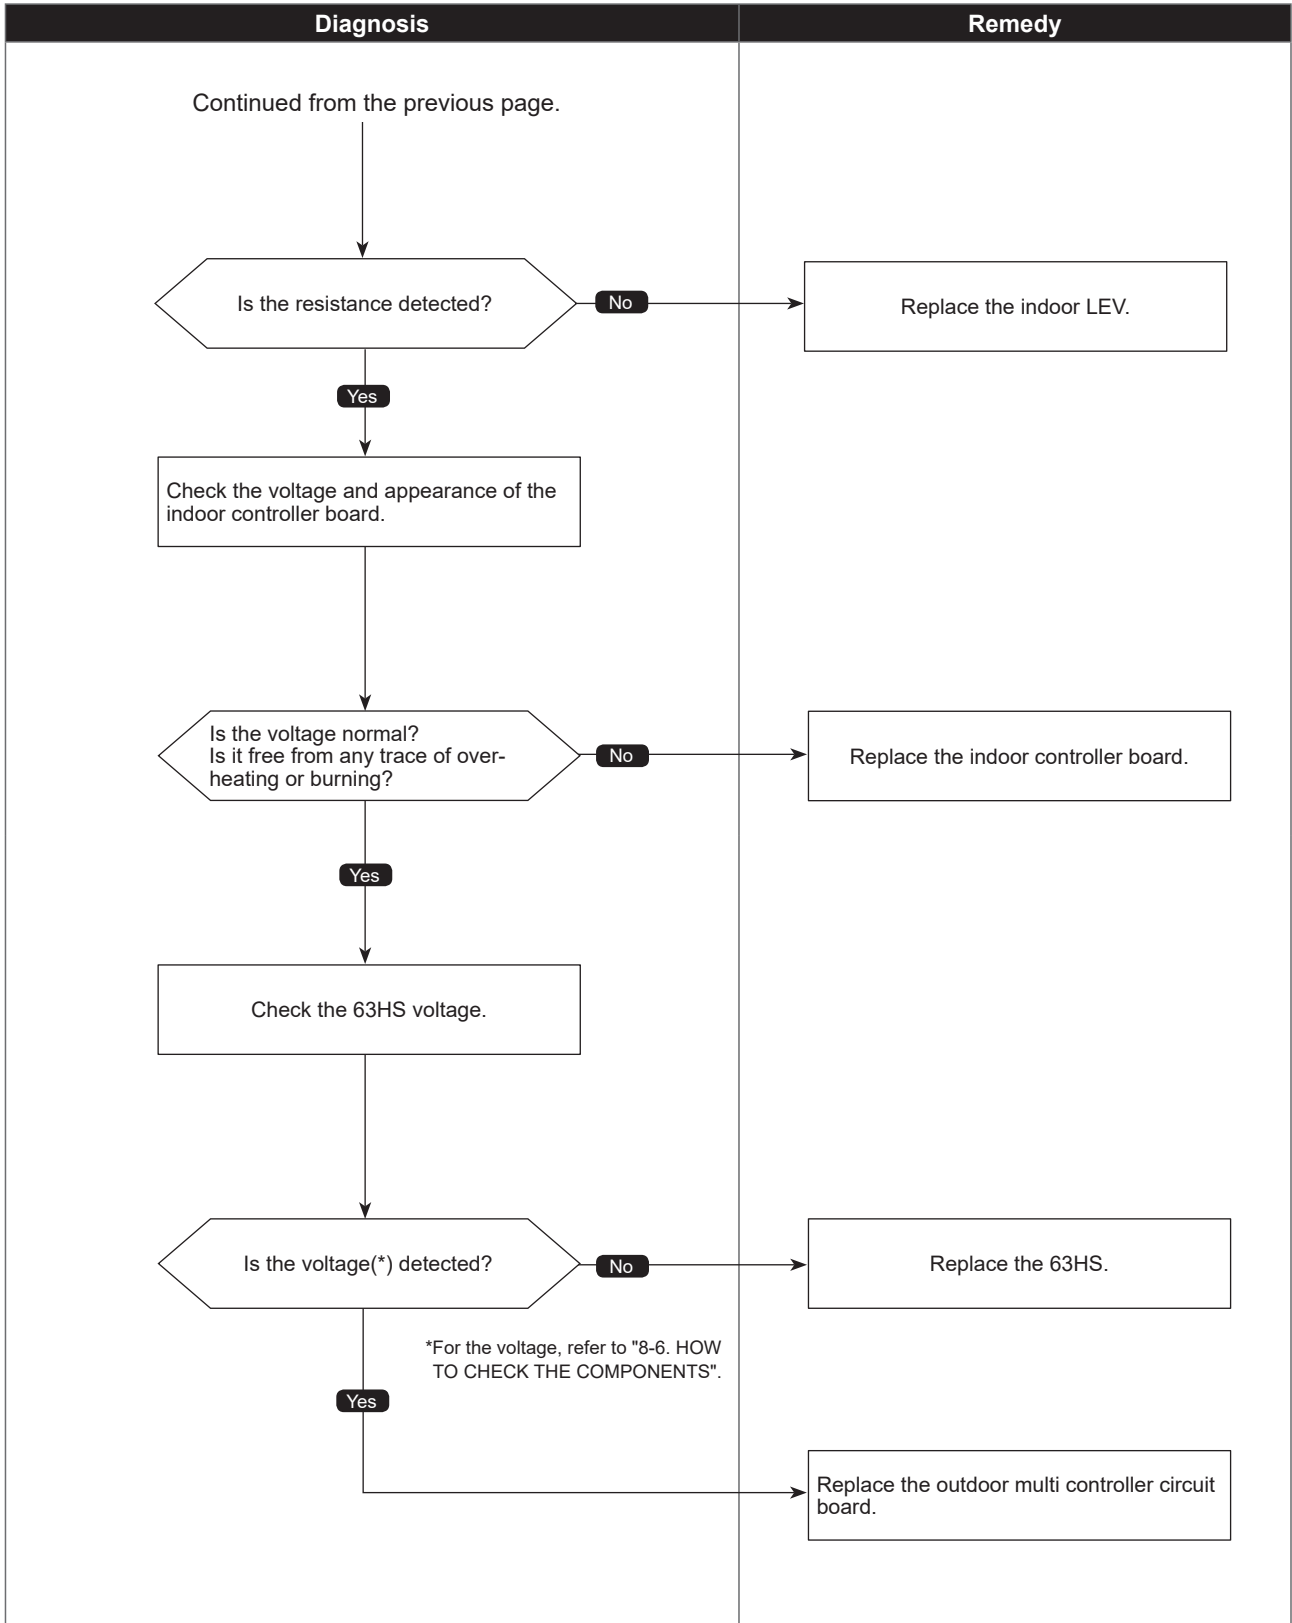 Diagnosis
Remedy
Continued from the previous page.
Is the resistance detected?
No
Replace the indoor LEV.
Yes
Check the voltage and appearance of the
indoor controller board.
Is the voltage normal?
Is it free from any trace of over-
heating or burning?
No
Replace the indoor controller board.
Yes
Check the 63HS voltage.
Is the voltage(*) detected?
No
Replace the 63HS.
*For the voltage, refer to "8-6. HOW
TO CHECK THE COMPONENTS".
Yes
Replace the outdoor multi controller circuit
board.